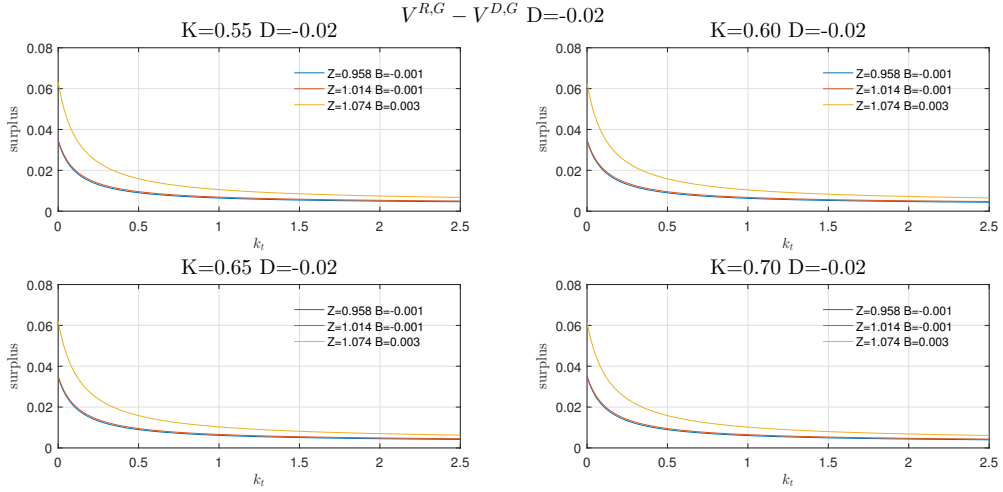 V^{R,G} − V^{D,G} D=-0.02
K=0.55 D=-0.02
0.08
0.06
0.04
0.02
0
surplus
Z=0.958 B=-0.001
Z=1.014 B=-0.001
Z=1.074 B=0.003
0 0.5 1 1.5 2 2.5
k_t
K=0.60 D=-0.02
0.08
0.06
0.04
0.02
0
surplus
Z=0.958 B=-0.001
Z=1.014 B=-0.001
Z=1.074 B=0.003
0 0.5 1 1.5 2 2.5
k_t
K=0.65 D=-0.02
0.08
0.06
0.04
0.02
0
surplus
Z=0.958 B=-0.001
Z=1.014 B=-0.001
Z=1.074 B=0.003
0 0.5 1 1.5 2 2.5
k_t
K=0.70 D=-0.02
0.08
0.06
0.04
0.02
0
surplus
Z=0.958 B=-0.001
Z=1.014 B=-0.001
Z=1.074 B=0.003
0 0.5 1 1.5 2 2.5
k_t